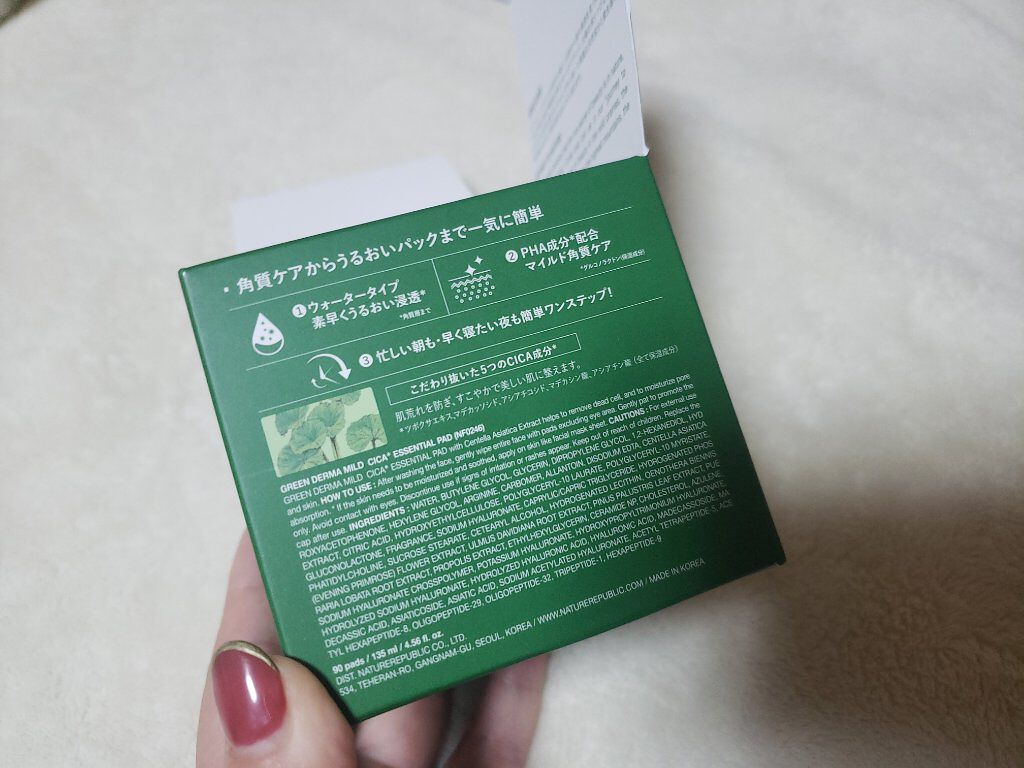 ・角質ケアからうるおいパックまで一気に簡単
① ウォータータイプ
素早くうるおい浸透*
*角質層まで
② PHA成分*配合
マイルド角質ケア
*グルコノラクトン(保湿成分)
③ 忙しい朝も・早く寝たい夜も簡単ワンステップ!
こだわり抜いた5つのCICA成分*
肌荒れを防ぎ、すこやかで美しい肌に整えます。
*ツボクサエキス、マデカッソシド、アシアチコシド、マデカシン酸、アシアチン酸 (全て保湿成分)
GREEN DERMA MILD CICA* ESSENTIAL PAD (NF0246)
GREEN DERMA MILD CICA* ESSENTIAL PAD with Centella Asiatica Extract helps to remove dead cell, and to moisturize pore
and skin. HOW TO USE : After washing the face, gently wipe entire face with pads excluding eye area. Gently pat to promote the
absorption. * If the skin needs to be moisturized and soothed, apply on skin like facial mask sheet. CAUTIONS : For external use
only. Avoid contact with eyes. Discontinue use if signs of irritation or rashes appear. Keep out of reach of children. Replace the
cap after use. INGREDIENTS : WATER, BUTYLENE GLYCOL, GLYCERIN, DIPROPYLENE GLYCOL, 1,2-HEXANEDIOL, HYD
ROXYACETOPHENONE, HEXYLENE GLYCOL, ARGININE, CARBOMER, ALLANTOIN, DISODIUM EDTA, CENTELLA ASIATICA
EXTRACT, CITRIC ACID, HYDROXYETHYLCELLULOSE, POLYGLYCERYL-10 LAURATE, POLYGLYCERYL-10 MYRISTATE,
GLUCONOLACTONE, FRAGRANCE, SODIUM HYALURONATE, CAPRYLIC/CAPRIC TRIGLYCERIDE, HYDROGENATED PHOS
PHATIDYLCHOLINE, SUCROSE STEARATE, CETEARYL ALCOHOL, HYDROGENATED LECITHIN, OENOTHERA BIENNIS
(EVENING PRIMROSE) FLOWER EXTRACT, ULMUS DAVIDIANA ROOT EXTRACT, PINUS PALUSTRIS LEAF EXTRACT, PUE
RARIA LOBATA ROOT EXTRACT, PROPOLIS EXTRACT, ETHYLHEXYLGLYCERIN, CERAMIDE NP, CHOLESTEROL, AZULENE
SODIUM HYALURONATE CROSSPOLYMER, POTASSIUM HYALURONATE, HYDROXYPROPYLTRIMONIUM HYALURONATE,
HYDROLYZED SODIUM HYALURONATE, HYDROLYZED HYALURONIC ACID, HYALURONIC ACID, MADECASSOSIDE, MA
DECASSIC ACID, ASIATICOSIDE, ASIATIC ACID, SODIUM ACETYLATED HYALURONATE, ACETYL TETRAPEPTIDE-5, ACE
TYL HEXAPEPTIDE-8, OLIGOPEPTIDE-29, OLIGOPEPTIDE-32, TRIPEPTIDE-1, HEXAPEPTIDE-9
90 pads / 135 ml / 4.56 fl. oz.
DIST. NATUREREPUBLIC CO., LTD.
534, TEHERAN-RO, GANGNAM-GU, SEOUL, KOREA / WWW.NATUREREPUBLIC.COM / MADE IN KOREA